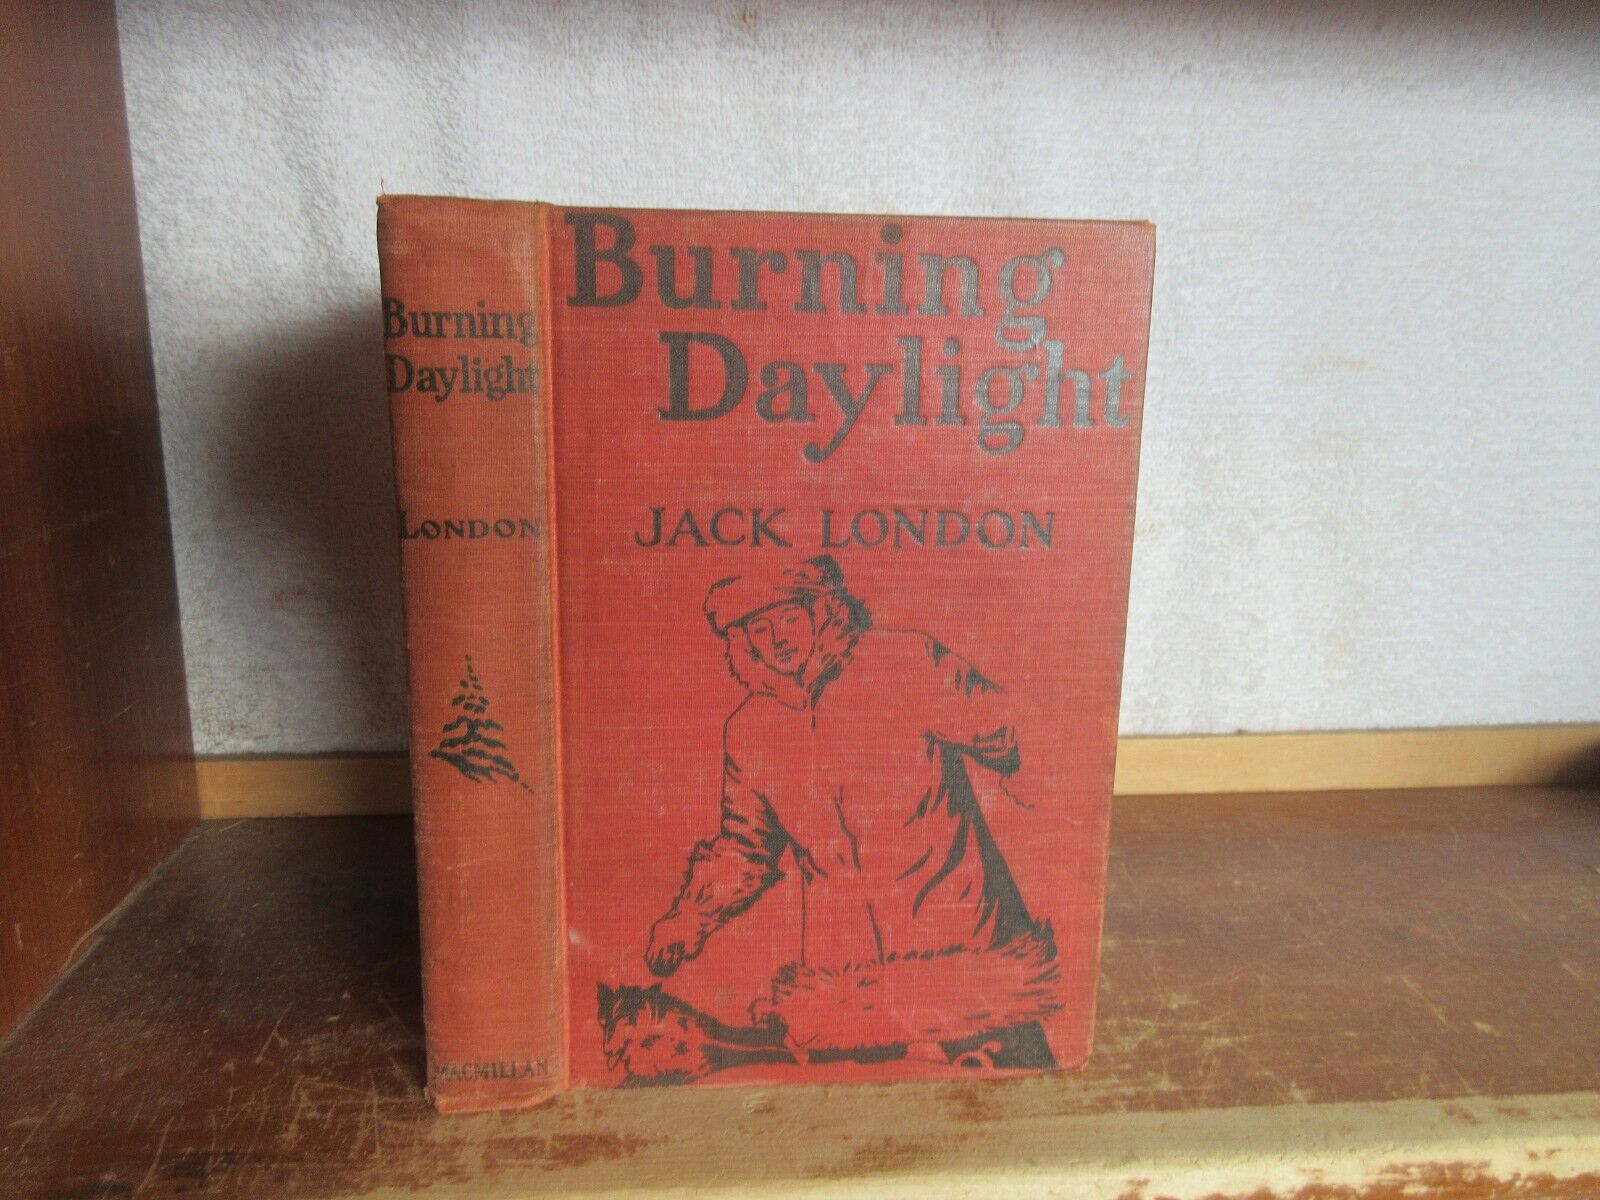 Burning
Daylight
LONDON
MACMILLAN
Burning
Daylight
JACK LONDON